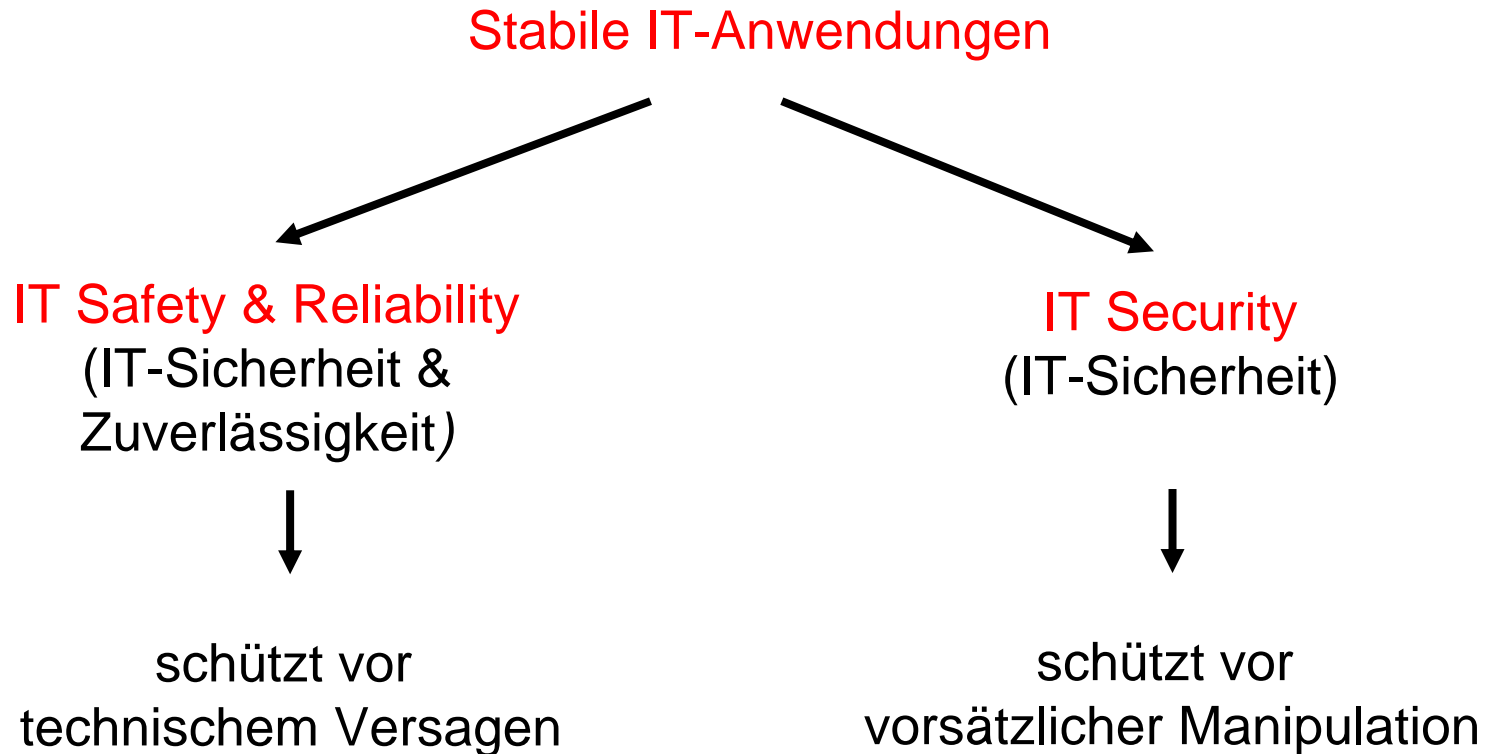 Stabile IT-Anwendungen
IT Safety & Reliability
(IT-Sicherheit &
Zuverlässigkeit)
schützt vor
technischem Versagen
IT Security
(IT-Sicherheit)
schützt vor
vorsätzlicher Manipulation